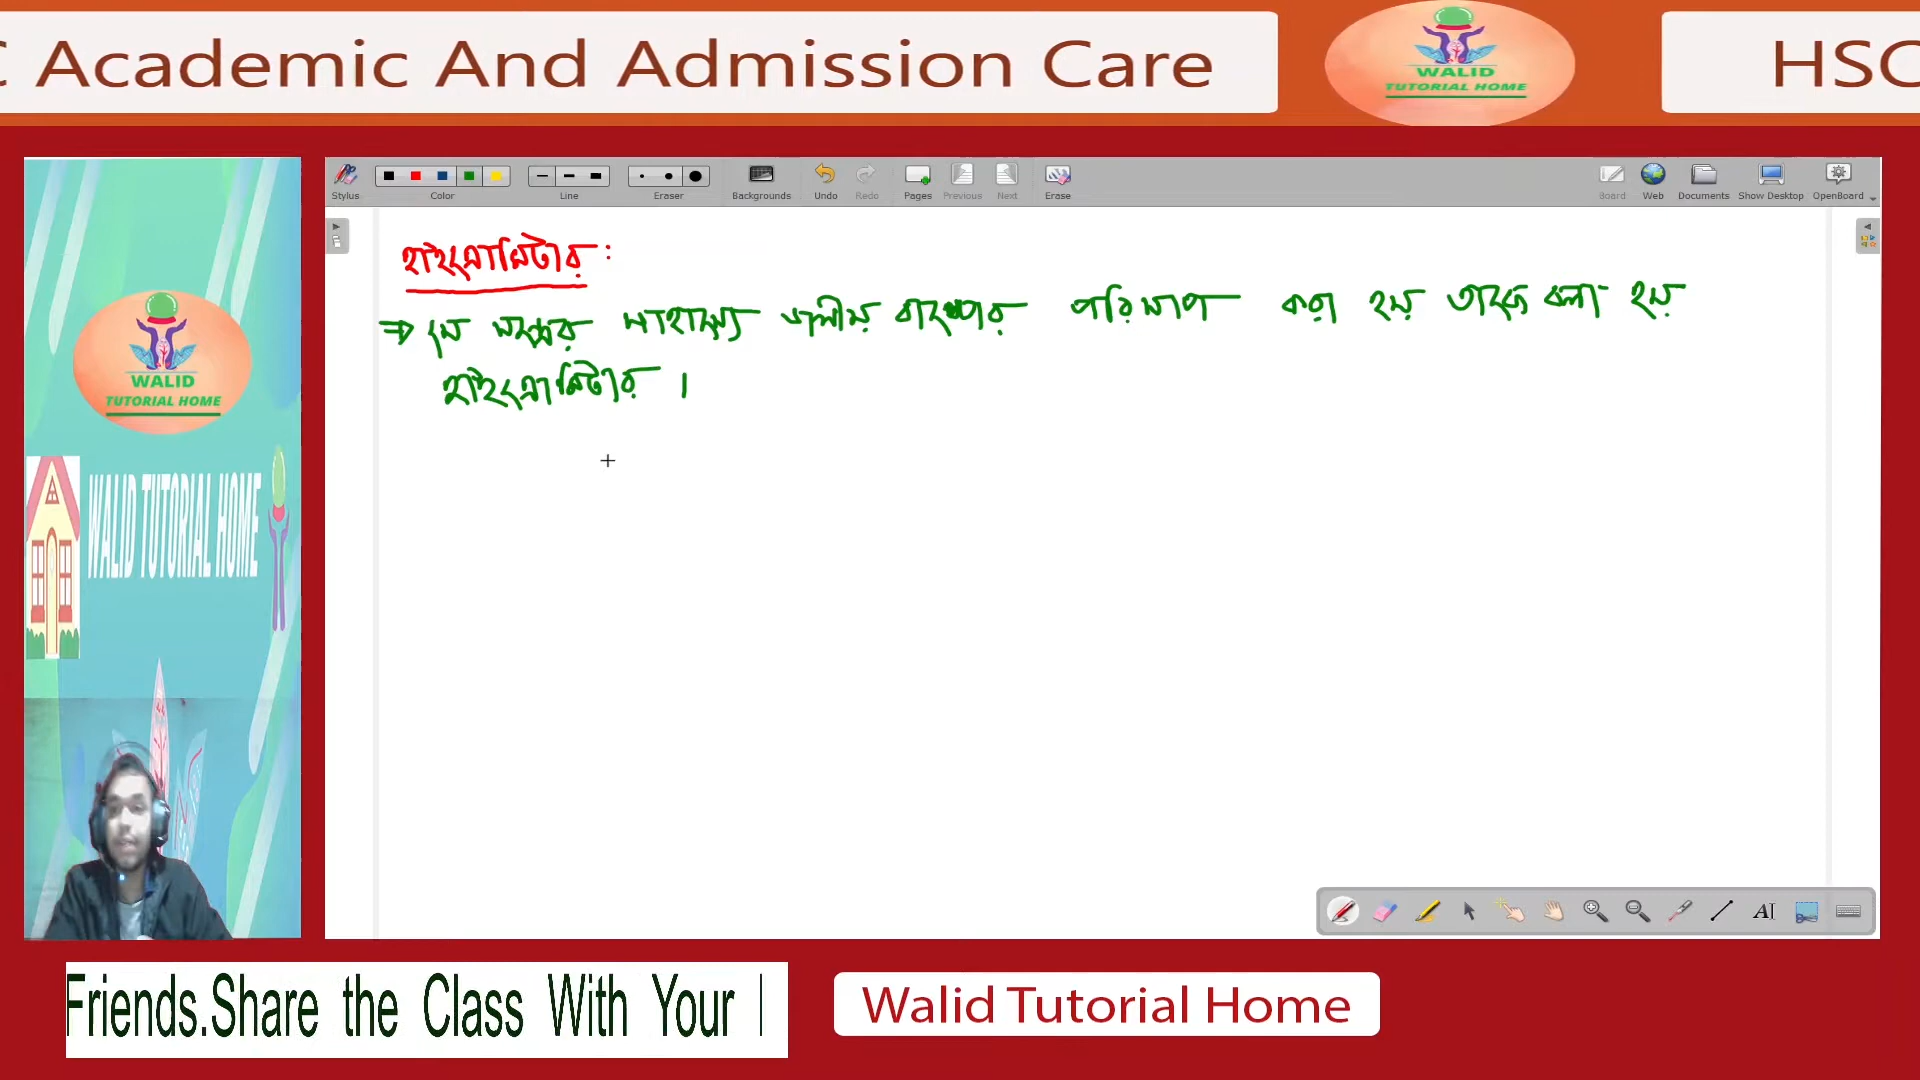 C Academic And Admission Care
WALID
TUTORIAL HOME
HSC
Stylus Color Line Eraser Backgrounds Undo Redo Pages Previous Next Erase Board Web Documents Show Desktop OpenBoard
হাইগ্রোমিটার :
⇒ যে যন্ত্রের সাহায্যে জলীয় বাষ্পের পরিমাপ করা হয় তাকে বলা হয়
হাইগ্রোমিটার ।
WALID
TUTORIAL HOME
WALID TUTORIAL HOME
Friends.Share the Class With Your
Walid Tutorial Home